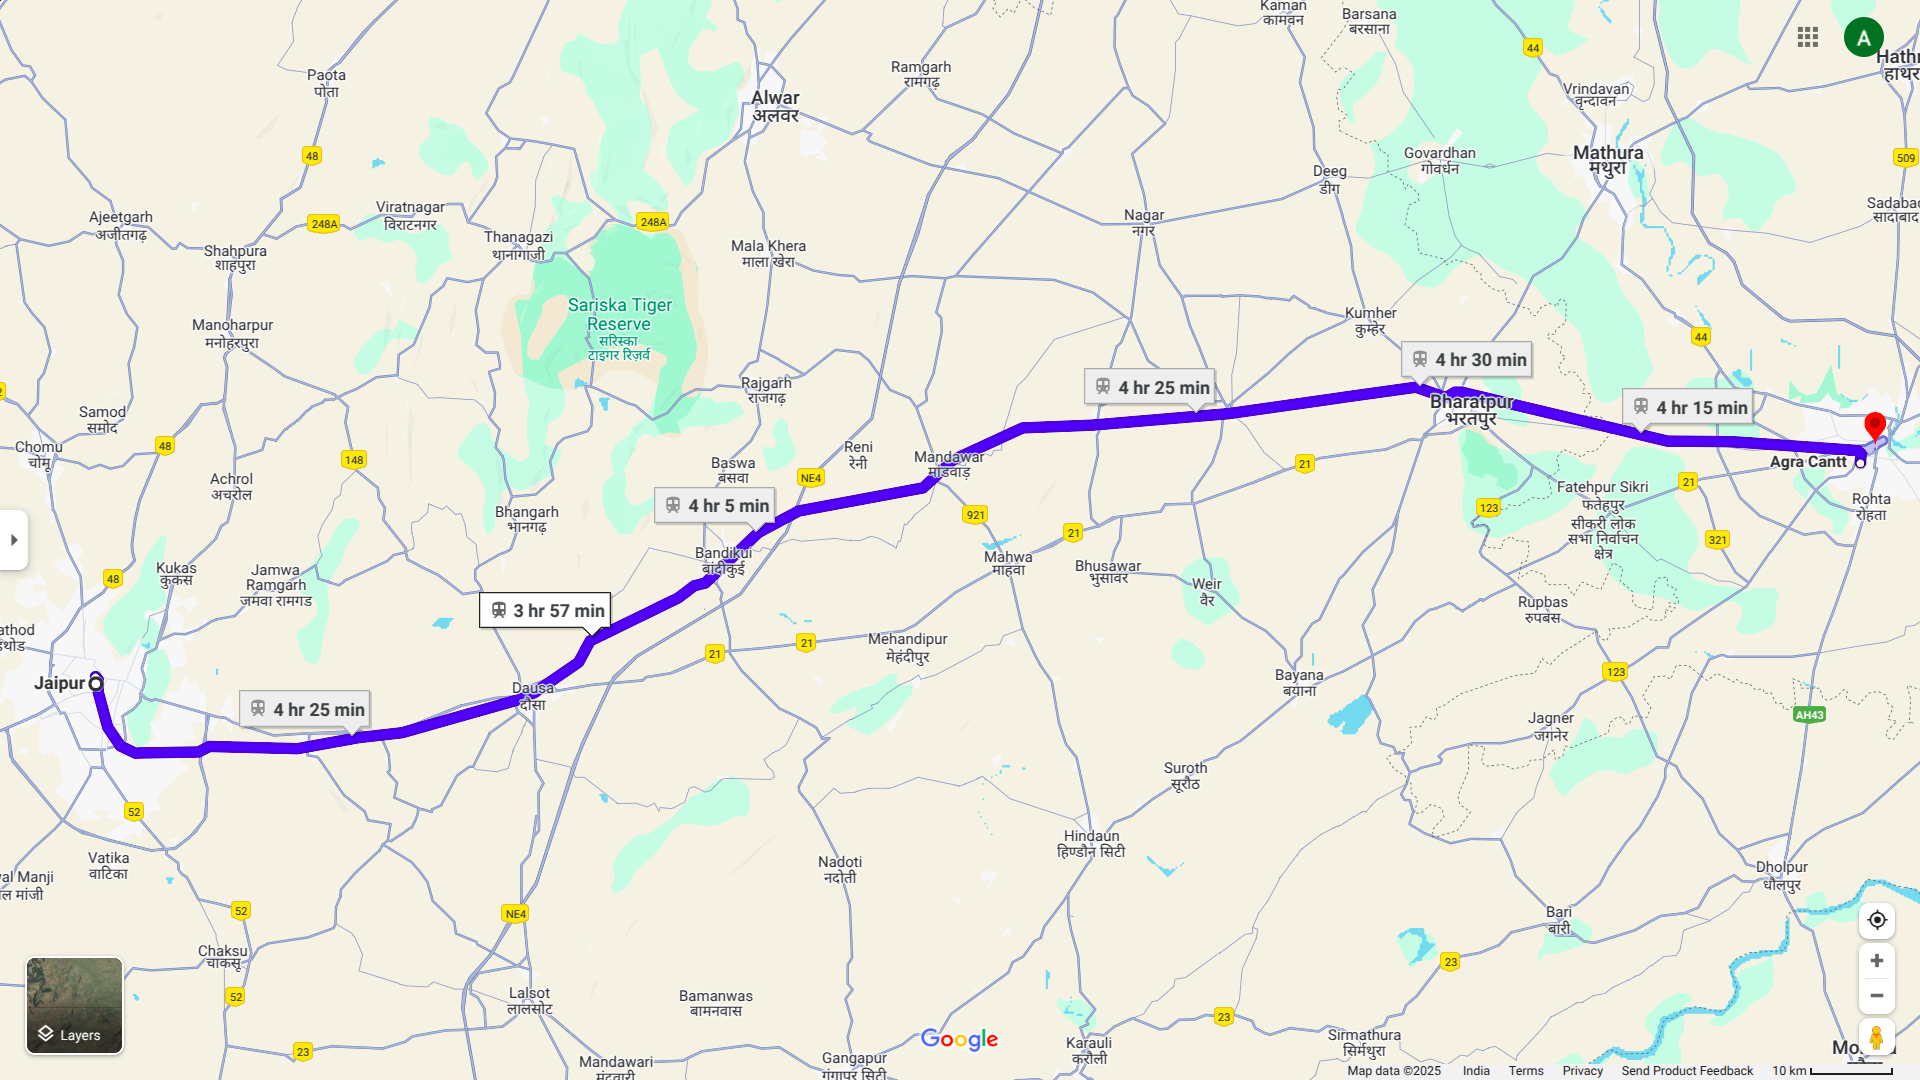 Kaman
कामवन
Barsana
बरसाना
44
A
Hathr
हाथर
Paota
पोता
Ramgarh
रामगढ़
Alwar
अलवर
Vrindavan
वृन्दावन
48
Govardhan
गोवर्धन
Mathura
मथुरा
509
Deeg
डीग
Ajeetgarh
अजीतगढ़
248A
Viratnagar
विराटनगर
248A
Nagar
नगर
Sadabad
सादाबाद
Shahpura
शाहपुरा
Thanagazi
थानागाजी
Mala Khera
माला खेरा
Sariska Tiger
Reserve
सरिस्का
टाइगर रिज़र्व
Manoharpur
मनोहरपुरा
Kumher
कुम्हेर
44
4 hr 30 min
4 hr 25 min
Rajgarh
राजगढ़
4 hr 15 min
Bharatpur
भरतपुर
Samod
समोद
Chomu
चोमू
48
148
Reni
रेनी
Baswa
बसवा
NE4
Mandawar
मांडवाड़
21
Agra Cantt
21
Achrol
अचरोल
4 hr 5 min
921
Fatehpur Sikri
फतेहपुर
सीकरी लोक
सभा निर्वाचन
क्षेत्र
123
Rohta
रोहता
Bhangarh
भानगढ़
21
321
Bandikui
बांदीकुई
Mahwa
माहवा
Bhusawar
भुसावर
Kukas
कुकस
48
Jamwa
Ramgarh
जमवा रामगड
Weir
वैर
3 hr 57 min
Rupbas
रुपबस
athod
21
21
Mehandipur
मेहंदीपुर
Jaipur
Dausa
दौसा
Bayana
बयाना
123
4 hr 25 min
Jagner
जगनेर
AH43
Suroth
सूरौठ
52
Hindaun
हिण्डौन सिटी
Vatika
वाटिका
Nadoti
नदोती
Dholpur
धौलपुर
al Manji
ल मांजी
52
NE4
Bari
बारी
Chaksu
चाकसू
23
52
Lalsot
लालसोट
Bamanwas
बामनवास
Layers
23
Google
23
Karauli
करौली
Sirmathura
सिर्मथुरा
Mandawari
मंडावरी
Gangapur
गंगापुर सिटी
Map data ©2025 India Terms Privacy Send Product Feedback 10 km